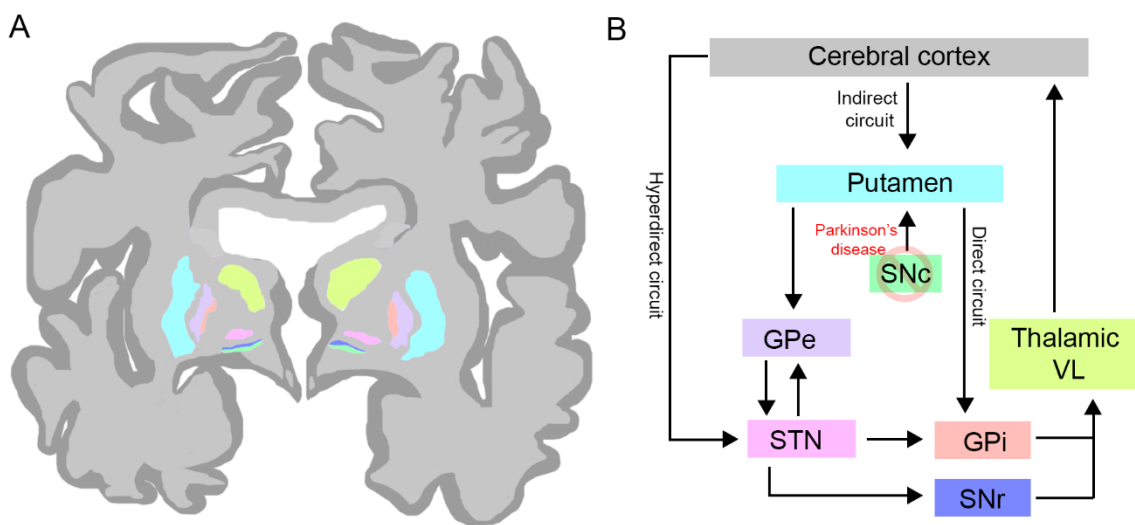 A
B
Cerebral cortex
Indirect
circuit
Hyperdirect circuit
Putamen
Parkinson's
disease
SNc
Direct circuit
GPe
Thalamic
VL
STN
GPi
SNr